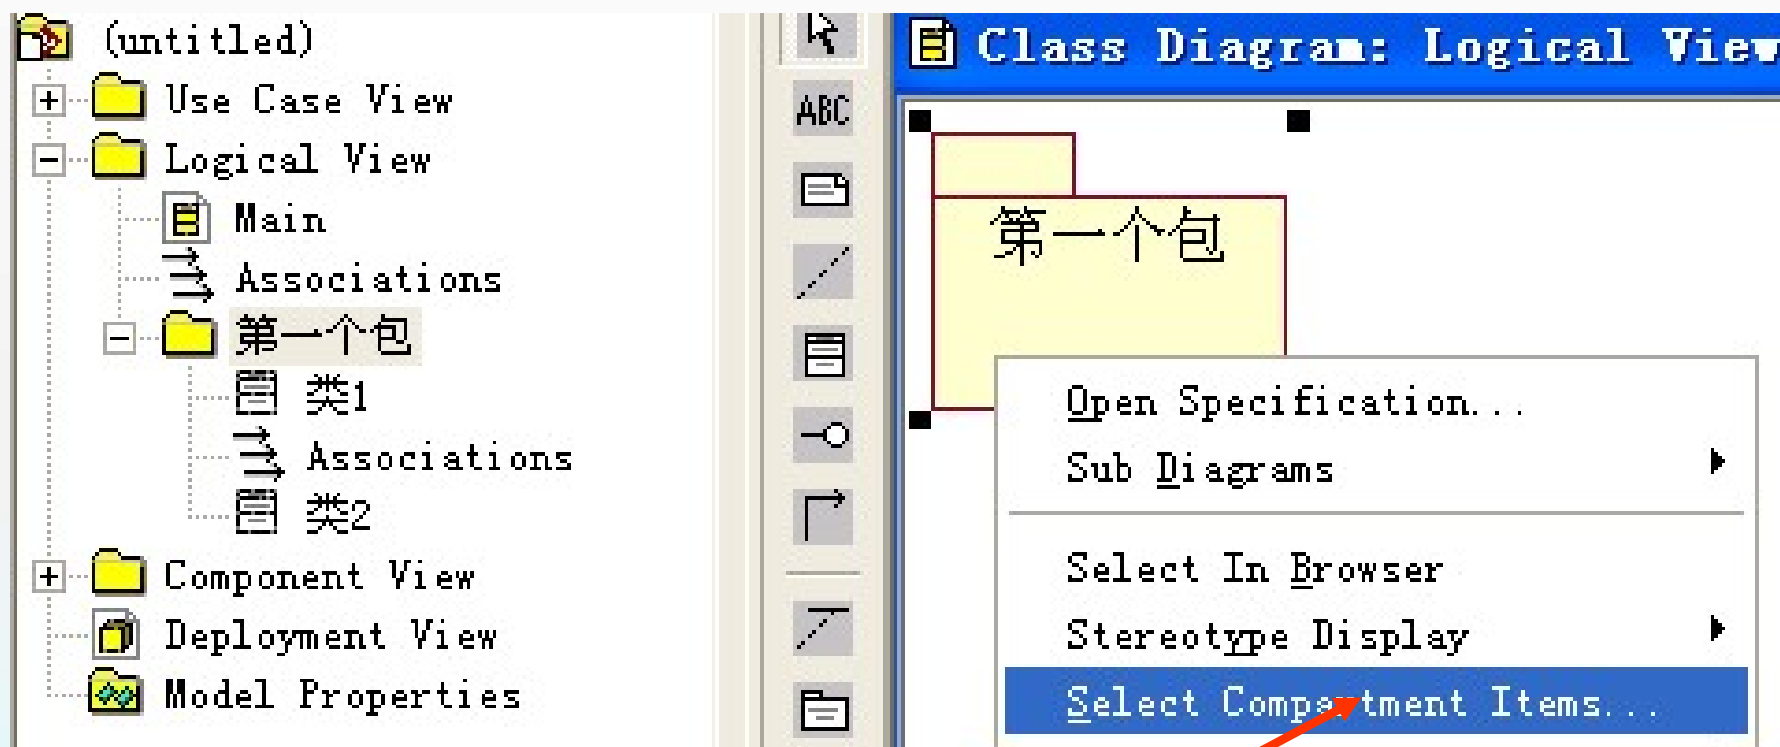 (untitled)
Use Case View
Logical View
Main
Associations
第一个包
类1
Associations
类2
Component View
Deployment View
Model Properties
ABC
Class Diagram: Logical View
第一个包
Open Specification...
Sub Diagrams
Select In Browser
Stereotype Display
Select Compartment Items...